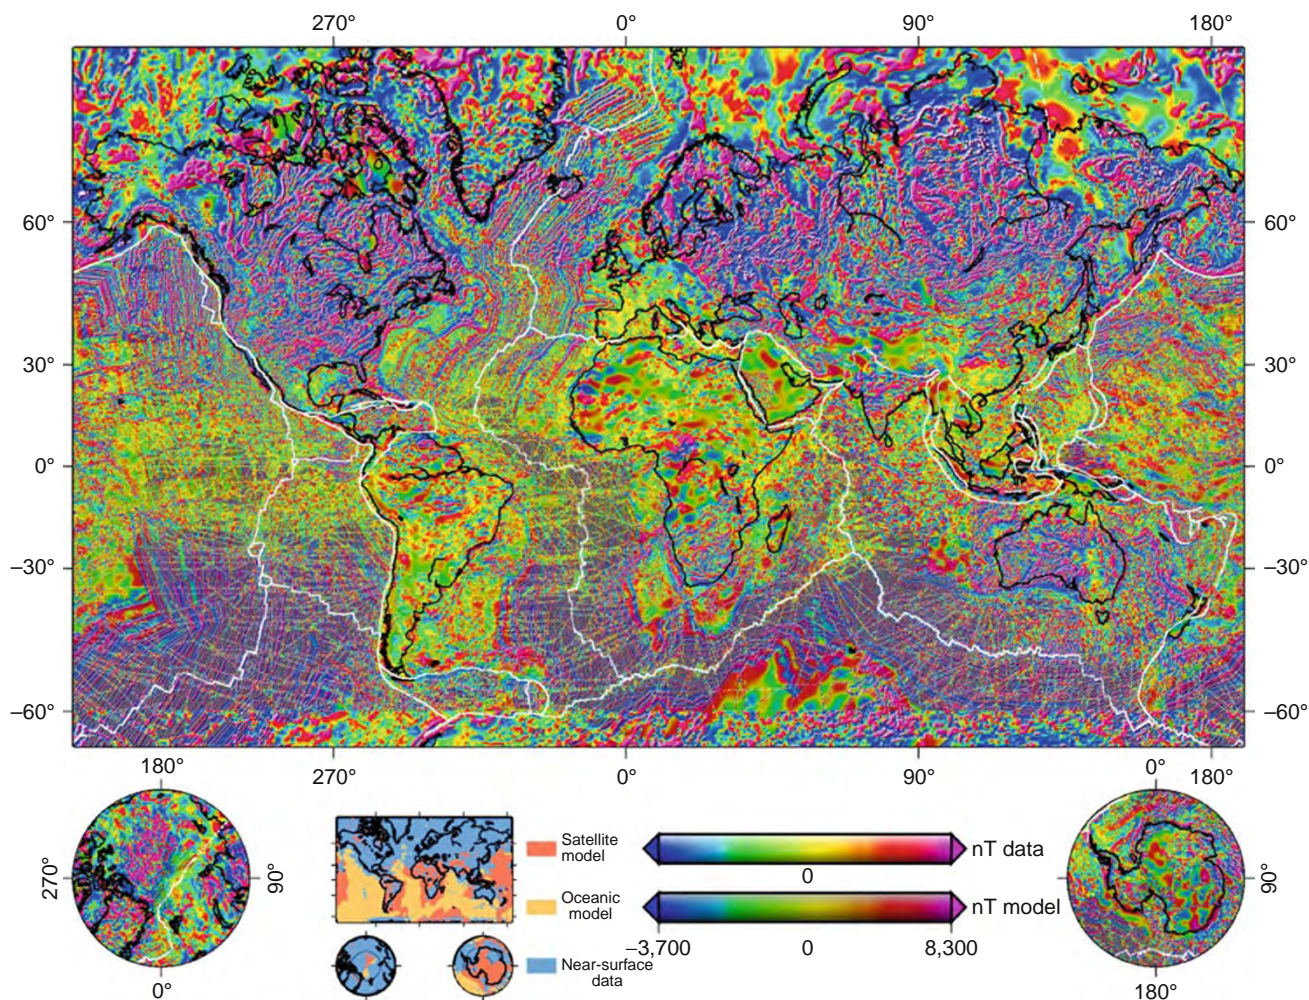 270° 0° 90° 180°
60° 60°
30° 30°
0° 0°
–30° –30°
–60° –60°
270° 0° 90° 180°
180° 0°
270° 90°
0°
Satellite
model
Oceanic
model
Near-surface
data
nT data
0
nT model
–3,700 0 8,300
90°
180°